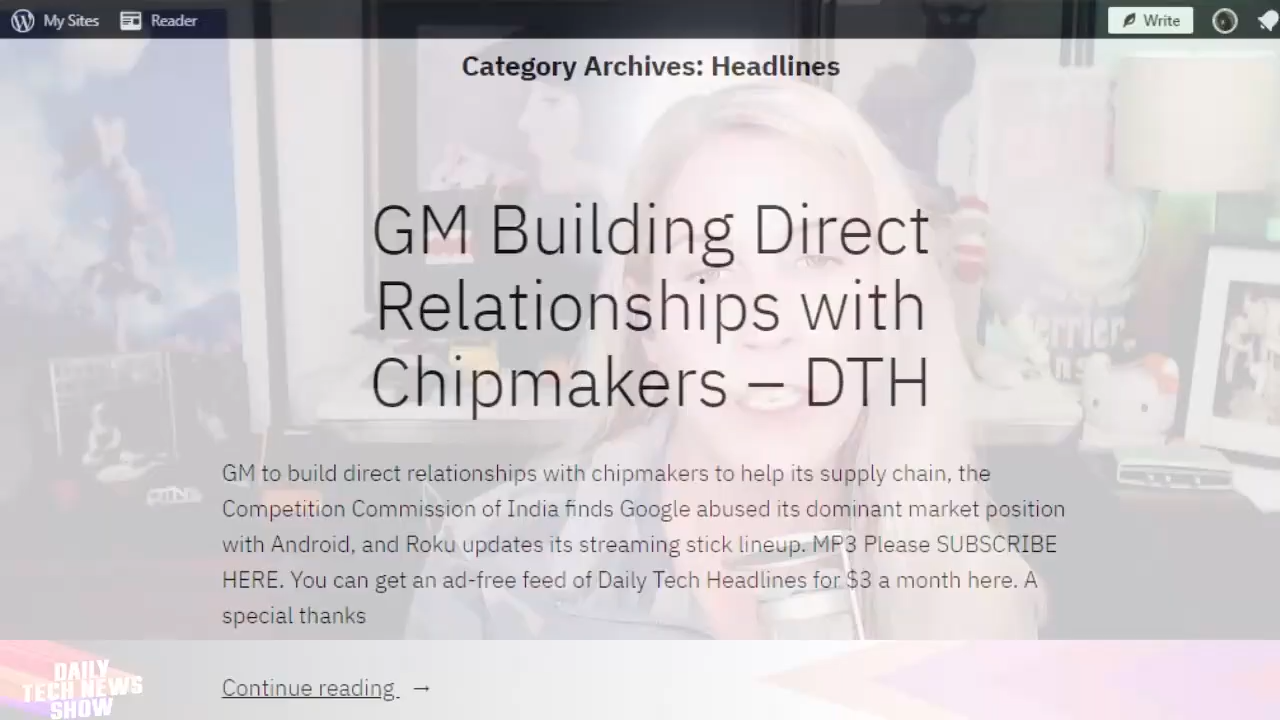 My Sites
Reader
Write
Category Archives: Headlines
GM Building Direct
Relationships with
Chipmakers – DTH
GM to build direct relationships with chipmakers to help its supply chain, the
Competition Commission of India finds Google abused its dominant market position
with Android, and Roku updates its streaming stick lineup. MP3 Please SUBSCRIBE
HERE. You can get an ad-free feed of Daily Tech Headlines for $3 a month here. A
special thanks
Continue reading →
DAILY
TECH NEWS
SHOW